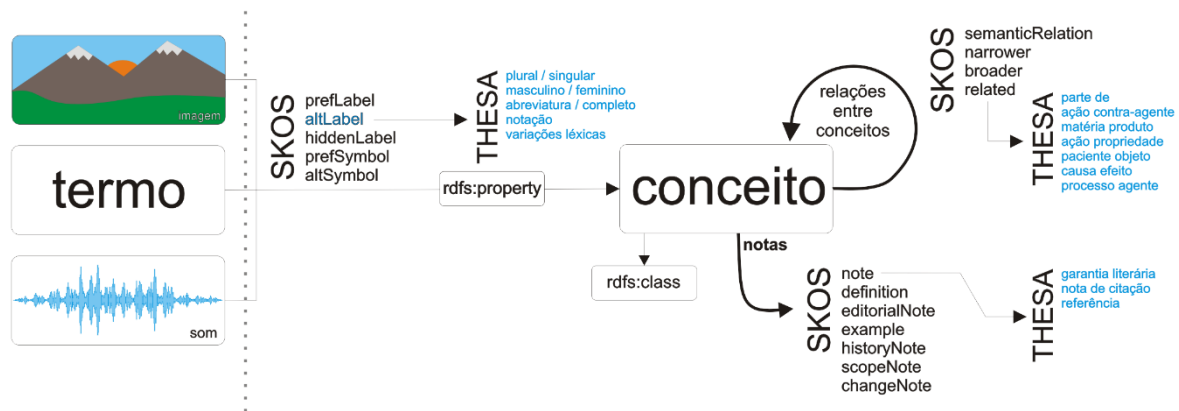 imagem
termo
som
SKOS
prefLabel
altLabel
hiddenLabel
prefSymbol
altSymbol
THESA
plural / singular
masculino / feminino
abreviatura / completo
notação
variações léxicas
rdfs:property
conceito
relações
entre
conceitos
rdfs:class
notas
SKOS
semanticRelation
narrower
broader
related
THESA
parte de
ação contra-agente
matéria produto
ação propriedade
paciente objeto
causa efeito
processo agente
SKOS
note
definition
editorialNote
example
historyNote
scopeNote
changeNote
THESA
garantia literária
nota de citação
referência